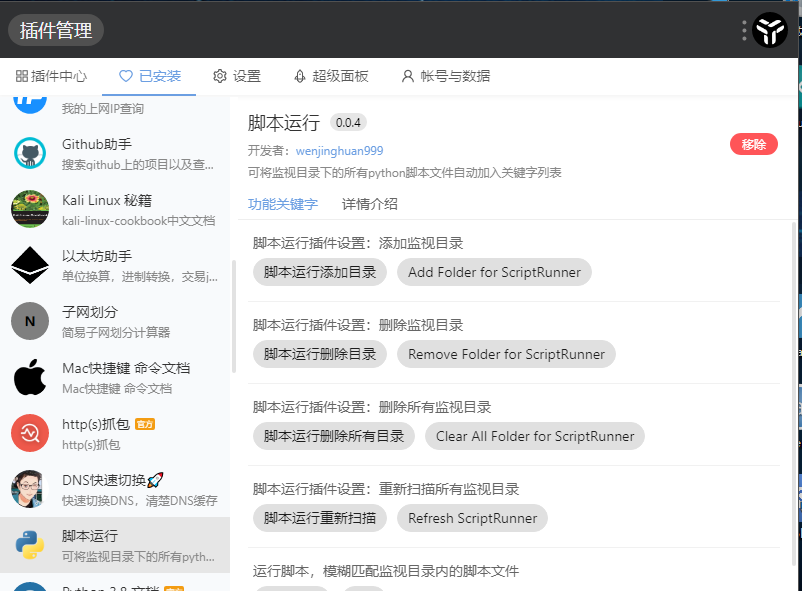 插件管理
插件中心
已安装
设置
超级面板
帐号与数据
我的上网IP查询
Github助手
搜索github上的项目以及查...
Kali Linux 秘籍
kali-linux-cookbook中文文档
以太坊助手
单位换算，进制转换，交易j...
N
子网划分
简易子网划分计算器
Mac快捷键 命令文档
Mac快捷键 命令文档
http(s)抓包 官方
http(s)抓包
DNS快速切换🚀
快速切换DNS，清楚DNS缓存
脚本运行
可将监视目录下的所有pyth...
Python 3.8 文档
脚本运行 0.0.4
开发者：wenjinghuan999
可将监视目录下的所有python脚本文件自动加入关键字列表
移除
功能关键字 详情介绍
脚本运行插件设置：添加监视目录
脚本运行添加目录 Add Folder for ScriptRunner
脚本运行插件设置：删除监视目录
脚本运行删除目录 Remove Folder for ScriptRunner
脚本运行插件设置：删除所有监视目录
脚本运行删除所有目录 Clear All Folder for ScriptRunner
脚本运行插件设置：重新扫描所有监视目录
脚本运行重新扫描 Refresh ScriptRunner
运行脚本，模糊匹配监视目录内的脚本文件